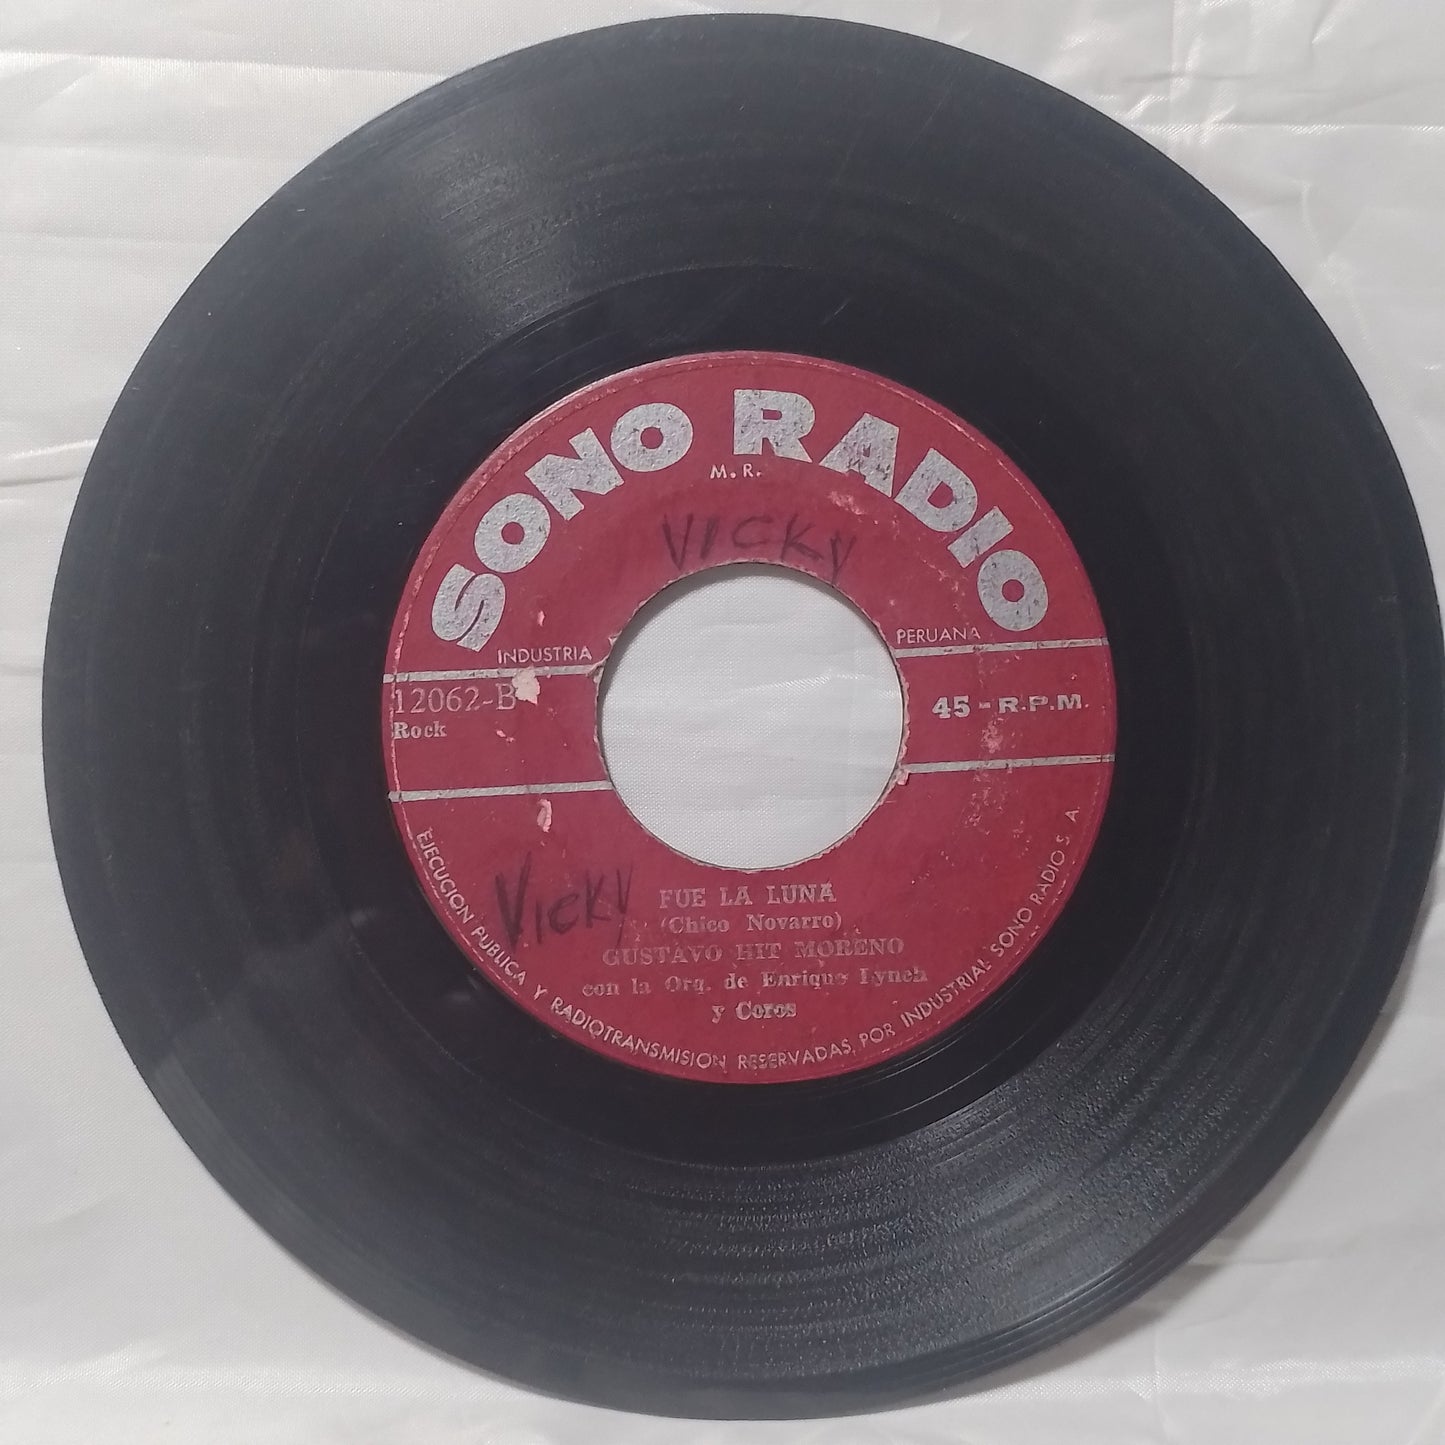 SONO RADIO
M. R.
VICKY
INDUSTRIA PERUANA
12062-B
Rock
45 - R.P.M.
Vicky
FUE LA LUNA
(Chico Novarro)
GUSTAVO HIT MORENO
con la Orq. de Enrique Lynch
y Coros
EJECUCION PUBLICA Y RADIOTRANSMISION RESERVADAS POR INDUSTRIAL SONO RADIO S. A.